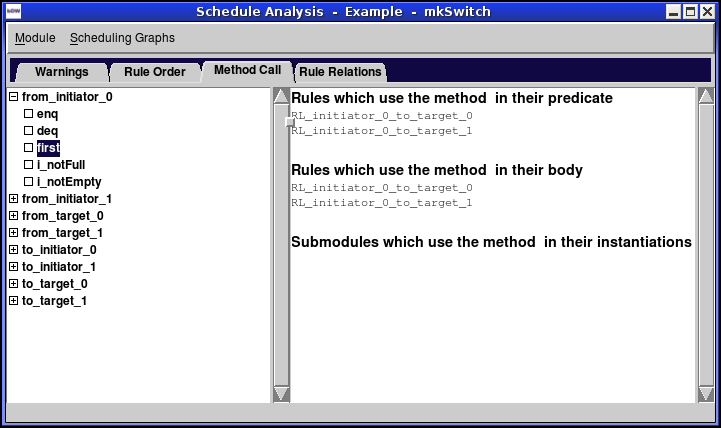 Schedule Analysis - Example - mkSwitch
Module Scheduling Graphs
Warnings Rule Order Method Call Rule Relations
from_initiator_0
enq
deq
first
i_notFull
i_notEmpty
from_initiator_1
from_target_0
from_target_1
to_initiator_0
to_initiator_1
to_target_0
to_target_1
Rules which use the method in their predicate
RL_initiator_0_to_target_0
RL_initiator_0_to_target_1
Rules which use the method in their body
RL_initiator_0_to_target_0
RL_initiator_0_to_target_1
Submodules which use the method in their instantiations